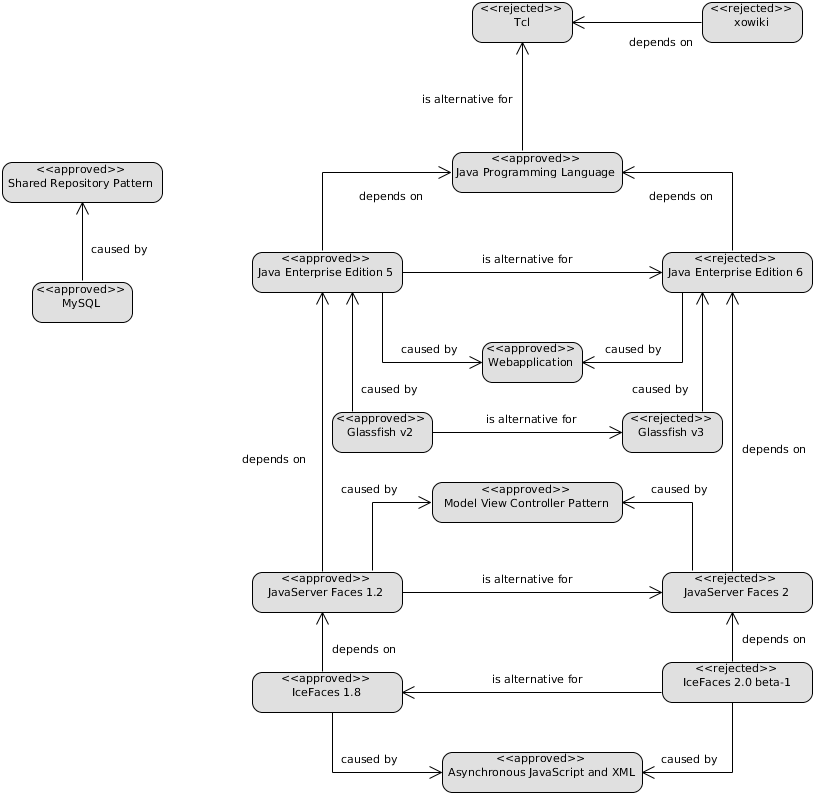 <<rejected>>
Tcl
<<rejected>>
xowiki
depends on
is alternative for
<<approved>>
Java Programming Language
<<approved>>
Shared Repository Pattern
depends on
depends on
caused by
<<approved>>
Java Enterprise Edition 5
is alternative for
<<rejected>>
Java Enterprise Edition 6
<<approved>>
MySQL
caused by
<<approved>>
Webapplication
caused by
caused by
caused by
<<approved>>
Glassfish v2
is alternative for
<<rejected>>
Glassfish v3
depends on
depends on
caused by
<<approved>>
Model View Controller Pattern
caused by
<<approved>>
JavaServer Faces 1.2
is alternative for
<<rejected>>
JavaServer Faces 2
depends on
depends on
<<approved>>
IceFaces 1.8
is alternative for
<<rejected>>
IceFaces 2.0 beta-1
caused by
<<approved>>
Asynchronous JavaScript and XML
caused by